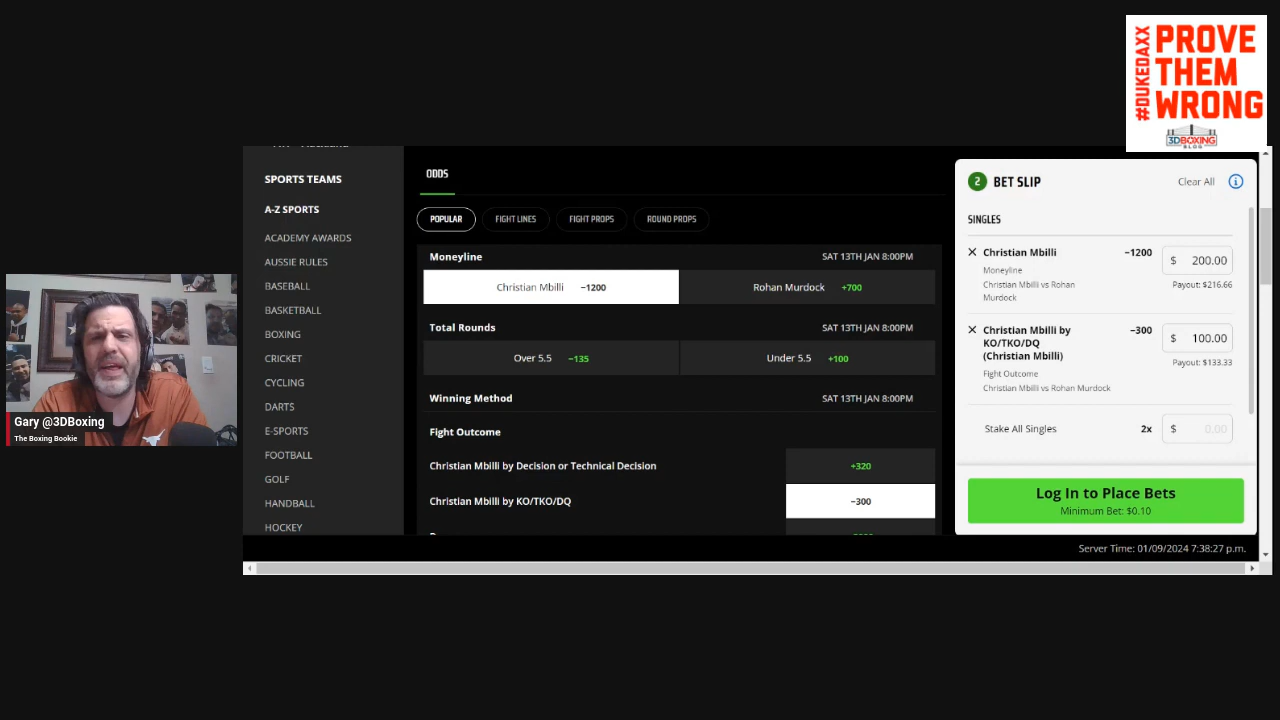 #DUKEDAXX
PROVE
THEM
WRONG
3DBOXING
BLOG
SPORTS TEAMS
A-Z SPORTS
ACADEMY AWARDS
AUSSIE RULES
BASEBALL
BASKETBALL
BOXING
CRICKET
CYCLING
DARTS
E-SPORTS
FOOTBALL
GOLF
HANDBALL
HOCKEY
ODDS
POPULAR FIGHT LINES FIGHT PROPS ROUND PROPS
Moneyline SAT 13TH JAN 8:00PM
Christian Mbilli −1200 Rohan Murdock +700
Total Rounds SAT 13TH JAN 8:00PM
Over 5.5 −135 Under 5.5 +100
Winning Method SAT 13TH JAN 8:00PM
Fight Outcome
Christian Mbilli by Decision or Technical Decision +320
Christian Mbilli by KO/TKO/DQ −300
2 BET SLIP Clear All i
SINGLES
× Christian Mbilli −1200 $ 200.00
Moneyline
Christian Mbilli vs Rohan Payout: $216.66
Murdock
× Christian Mbilli by −300 $ 100.00
KO/TKO/DQ
(Christian Mbilli) Payout: $133.33
Fight Outcome
Christian Mbilli vs Rohan Murdock
Stake All Singles 2x $ 0.00
Log In to Place Bets
Minimum Bet: $0.10
Server Time: 01/09/2024 7:38:27 p.m.
Gary @3DBoxing
The Boxing Bookie